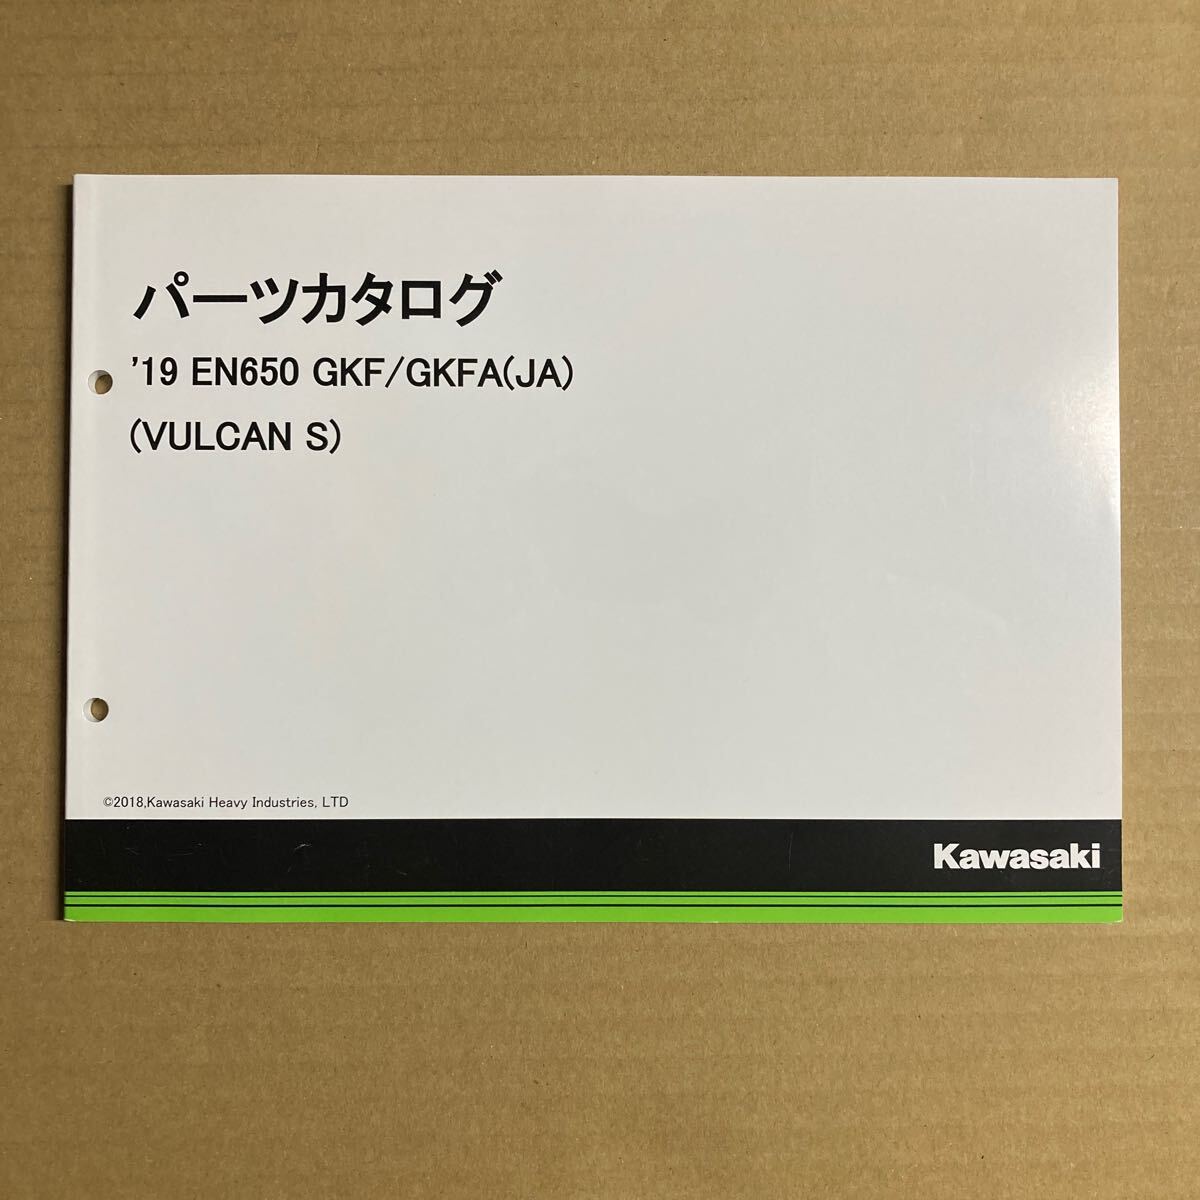 パーツカタログ
’19 EN650 GKF/GKFA(JA)
(VULCAN S)
©2018,Kawasaki Heavy Industries, LTD
Kawasaki